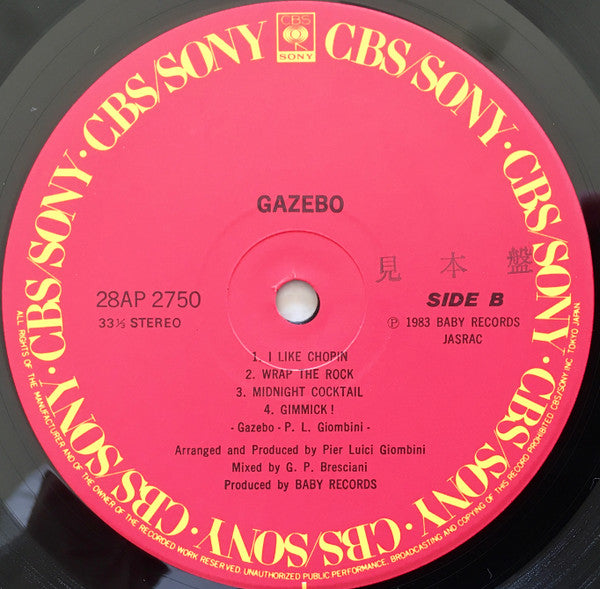 CBS
SONY
CBS/SONY · CBS/SONY · CBS/SONY · CBS/SONY · CBS/SONY · CBS/SONY · CBS/SONY · CBS/SONY
GAZEBO
見本盤
28AP 2750
33⅓ STEREO
SIDE B
Ⓟ 1983 BABY RECORDS
JASRAC
1. I LIKE CHOPIN
2. WRAP THE ROCK
3. MIDNIGHT COCKTAIL
4. GIMMICK !
- Gazebo - P. L. Giombini -
Arranged and Produced by Pier Luici Giombini
Mixed by G. P. Bresciani
Produced by BABY RECORDS
ALL RIGHTS OF THE MANUFACTURER AND OF THE OWNER OF THE RECORDED WORK RESERVED. UNAUTHORIZED PUBLIC PERFORMANCE, BROADCASTING AND COPYING OF THIS RECORD PROHIBITED. CBS/SONY INC. TOKYO JAPAN